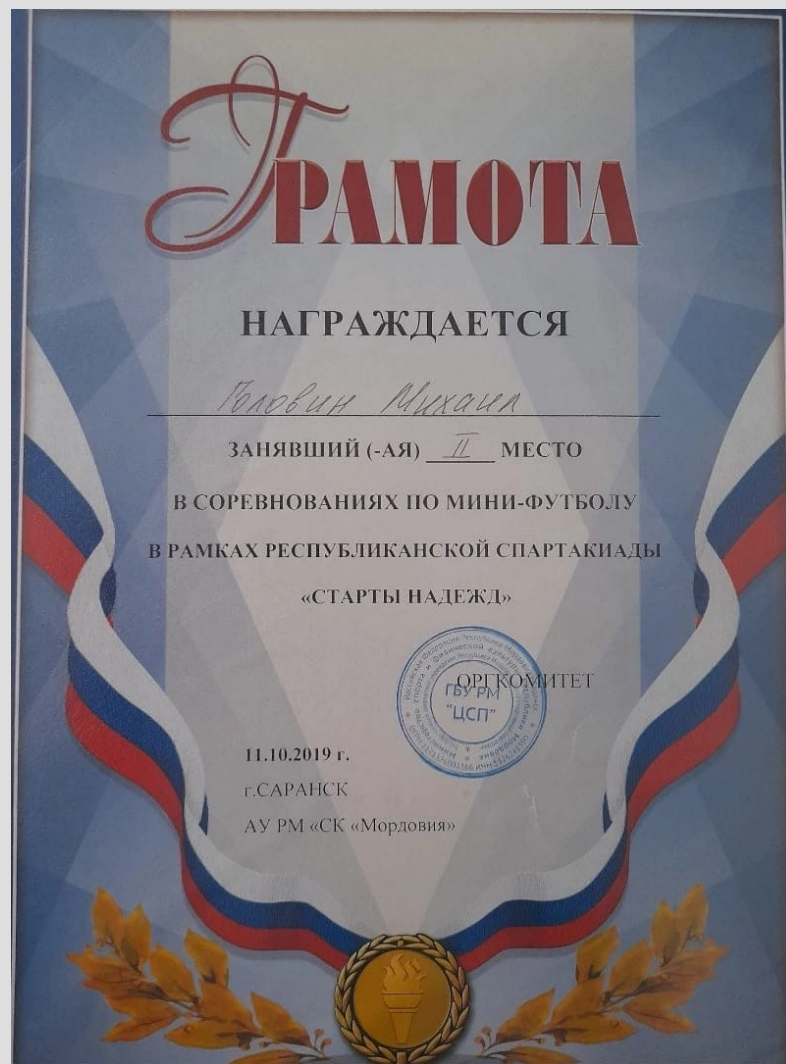 ГРАМОТА
НАГРАЖДАЕТСЯ
Головин Михаил
ЗАНЯВШИЙ (-АЯ) II МЕСТО
В СОРЕВНОВАНИЯХ ПО МИНИ-ФУТБОЛУ
В РАМКАХ РЕСПУБЛИКАНСКОЙ СПАРТАКИАДЫ
«СТАРТЫ НАДЕЖД»
ОРГКОМИТЕТ
ГБУ РМ
"ЦСП"
11.10.2019 г.
г.САРАНСК
АУ РМ «СК «Мордовия»